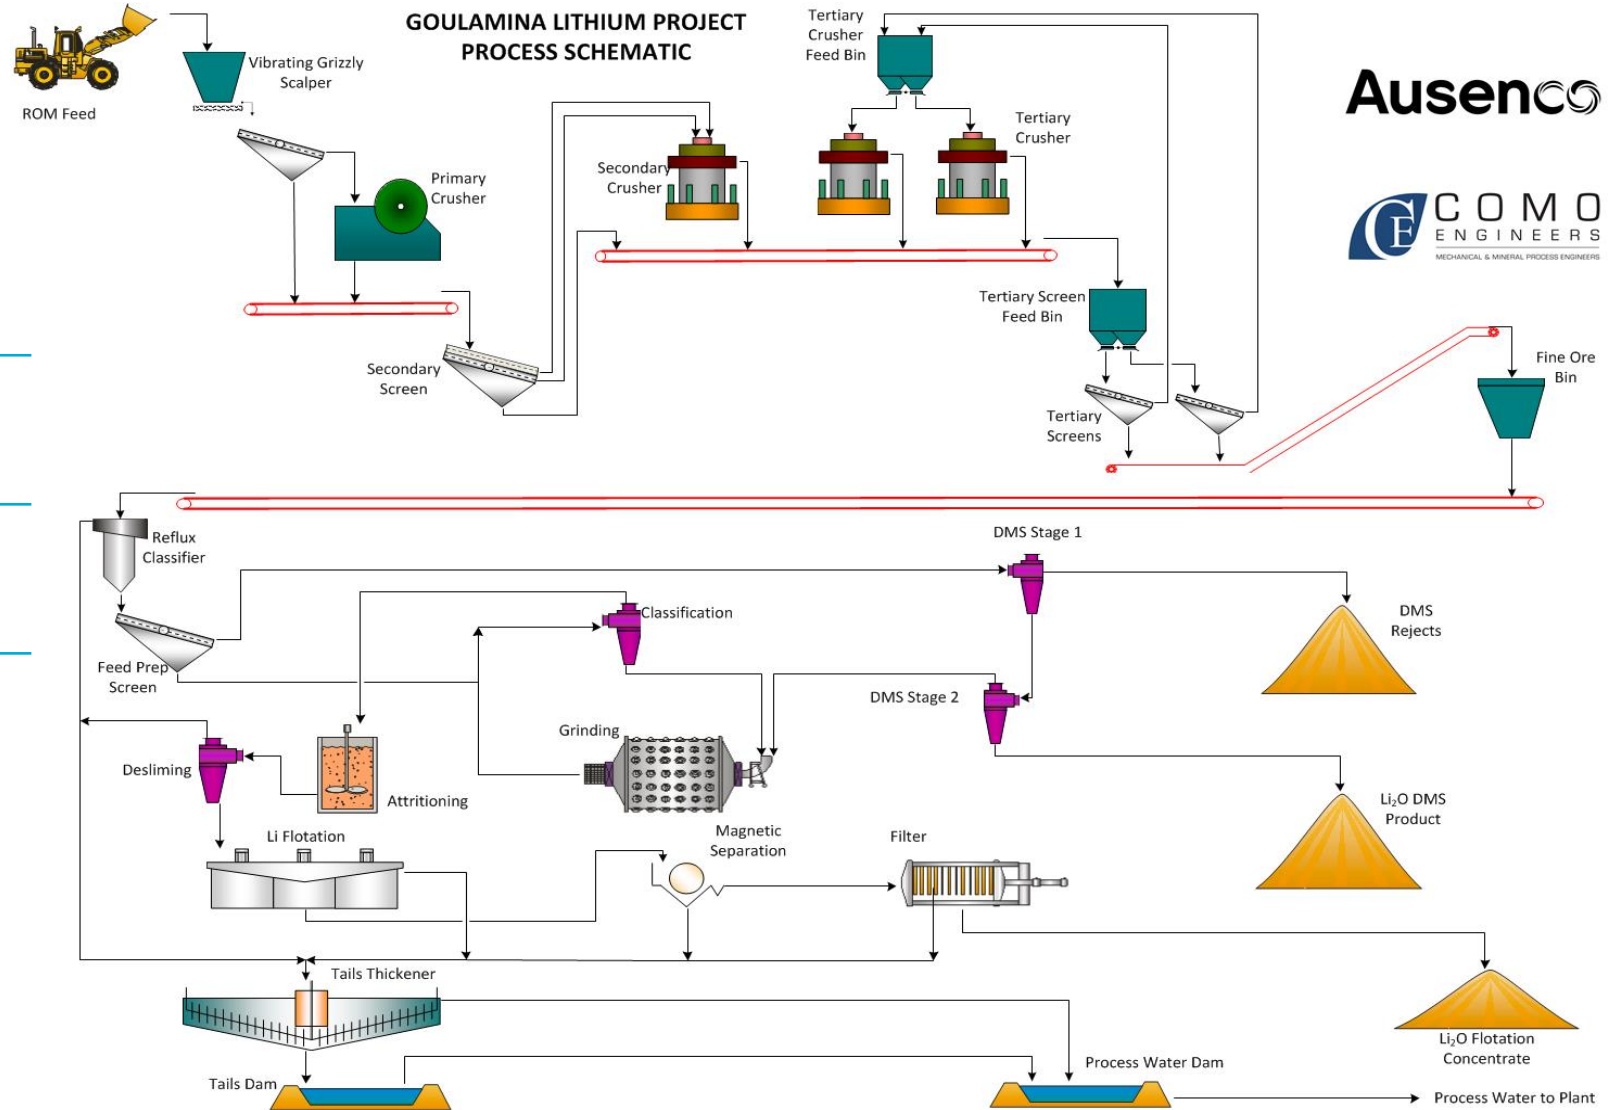 GOULAMINA LITHIUM PROJECT
PROCESS SCHEMATIC
Tertiary
Crusher
Feed Bin
Ausenco
Vibrating Grizzly
Scalper
ROM Feed
Tertiary
Crusher
Secondary
Crusher
Primary
Crusher
CE
COMO
ENGINEERS
MECHANICAL & MINERAL PROCESS ENGINEERS
Tertiary Screen
Feed Bin
Secondary
Screen
Fine Ore
Bin
Tertiary
Screens
Reflux
Classifier
DMS Stage 1
Classification
DMS
Rejects
Feed Prep
Screen
DMS Stage 2
Grinding
Desliming
Attritioning
Li₂O DMS
Product
Li Flotation
Magnetic
Separation
Filter
Tails Thickener
Li₂O Flotation
Concentrate
Tails Dam
Process Water Dam
Process Water to Plant